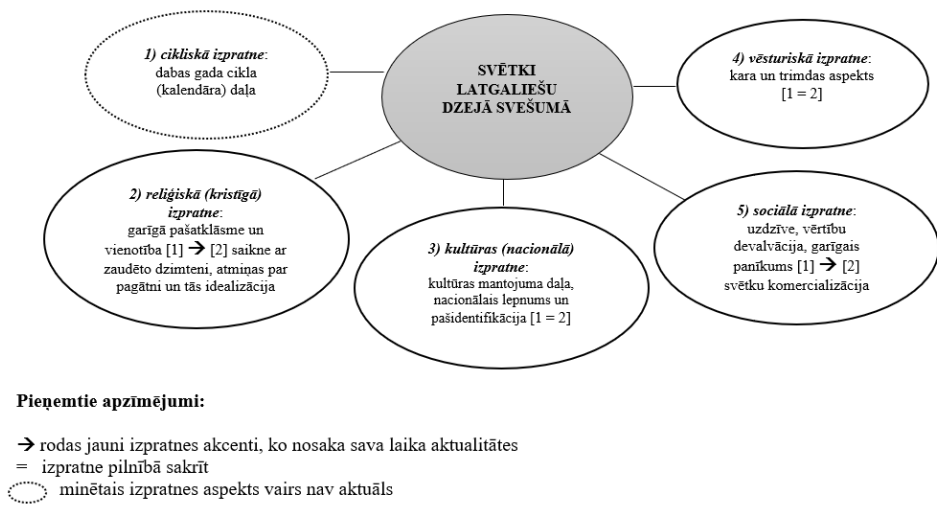 1) cikliskā izpratne:
dabas gada cikla
(kalendāra) daļa
SVĒTKI
LATGALIEŠU
DZEJĀ SVEŠUMĀ
4) vēsturiskā izpratne:
kara un trimdas aspekts
[1 = 2]
2) reliģiskā (kristīgā)
izpratne:
garīgā pašatklāsme un
vienotība [1] → [2] saikne ar
zaudēto dzimteni, atmiņas par
pagātni un tās idealizācija
3) kultūras (nacionālā)
izpratne:
kultūras mantojuma daļa,
nacionālais lepnums un
pašidentifikācija [1 = 2]
5) sociālā izpratne:
uzdzīve, vērtību
devalvācija, garīgais
panīkums [1] → [2]
svētku komercializācija
Pieņemtie apzīmējumi:
→ rodas jauni izpratnes akcenti, ko nosaka sava laika aktualitātes
= izpratne pilnībā sakrīt
minētais izpratnes aspekts vairs nav aktuāls